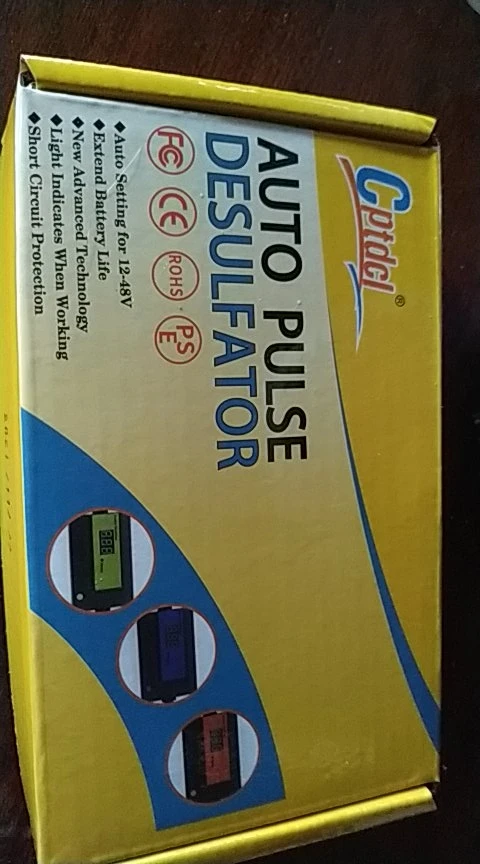 Cptdcl®
AUTO PULSE
DESULFATOR
FC CE ROHS PSE
◆Auto Setting for 12-48V
◆Extend Battery Life
◆New Advanced Technology
◆Light Indicates When Working
◆Short Circuit Protection